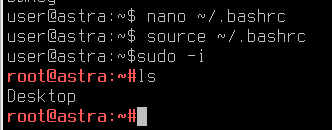 user@astra:~$ nano ~/.bashrc
user@astra:~$ source ~/.bashrc
user@astra:~$sudo -i
root@astra:~#ls
Desktop
root@astra:~#